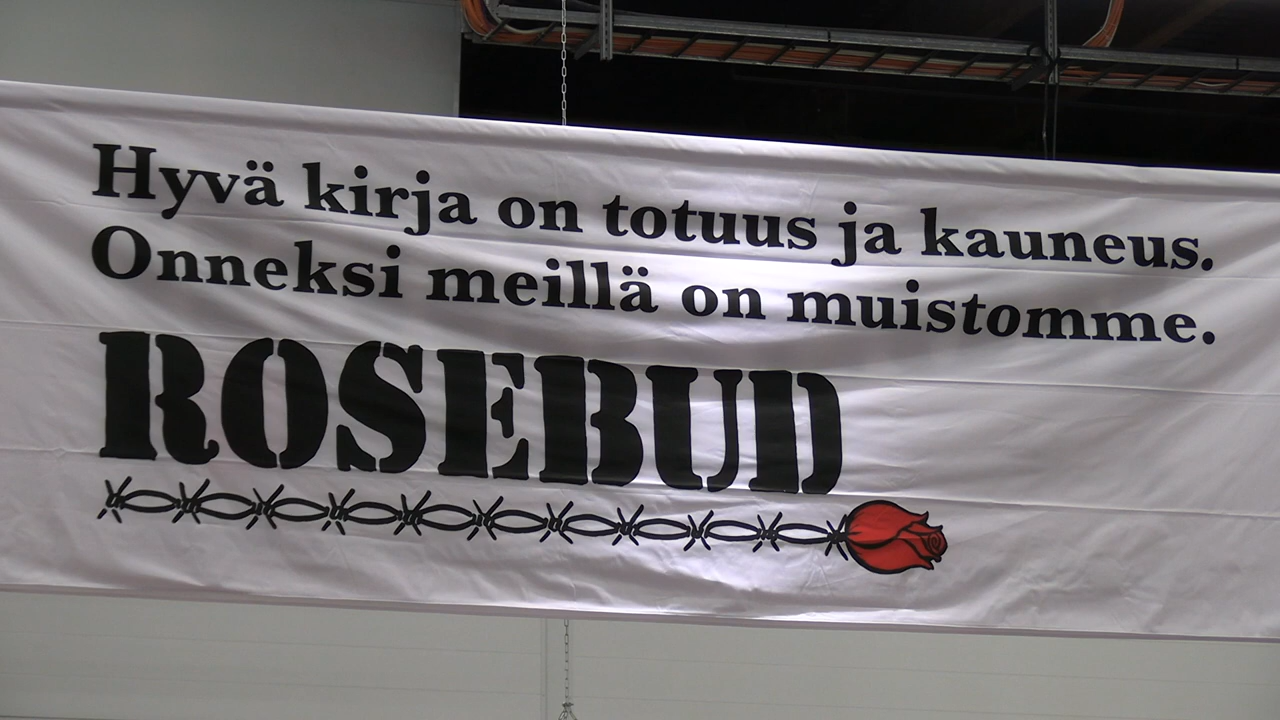 Hyvä kirja on totuus ja kauneus.
Onneksi meillä on muistomme.
ROSEBUD